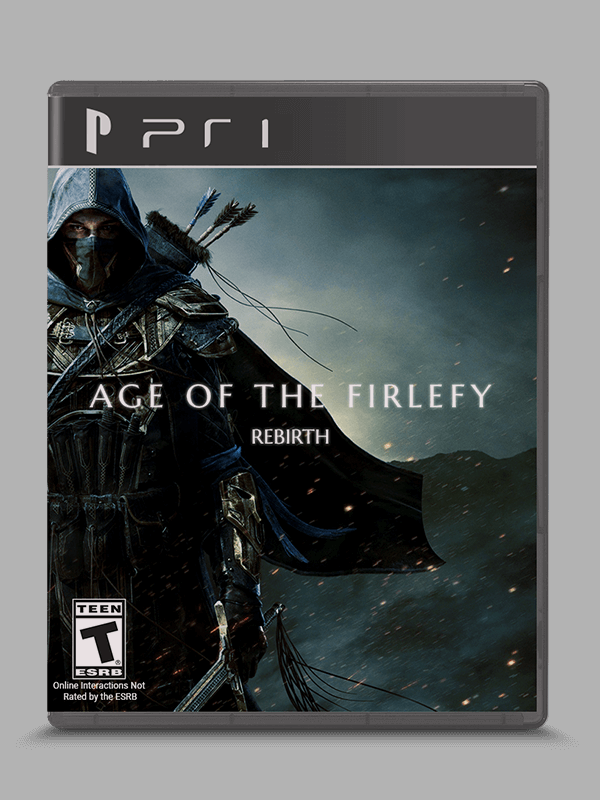 PRI
AGE OF THE FIRLEFY
REBIRTH
TEEN
T
ESRB
Online Interactions Not
Rated by the ESRB